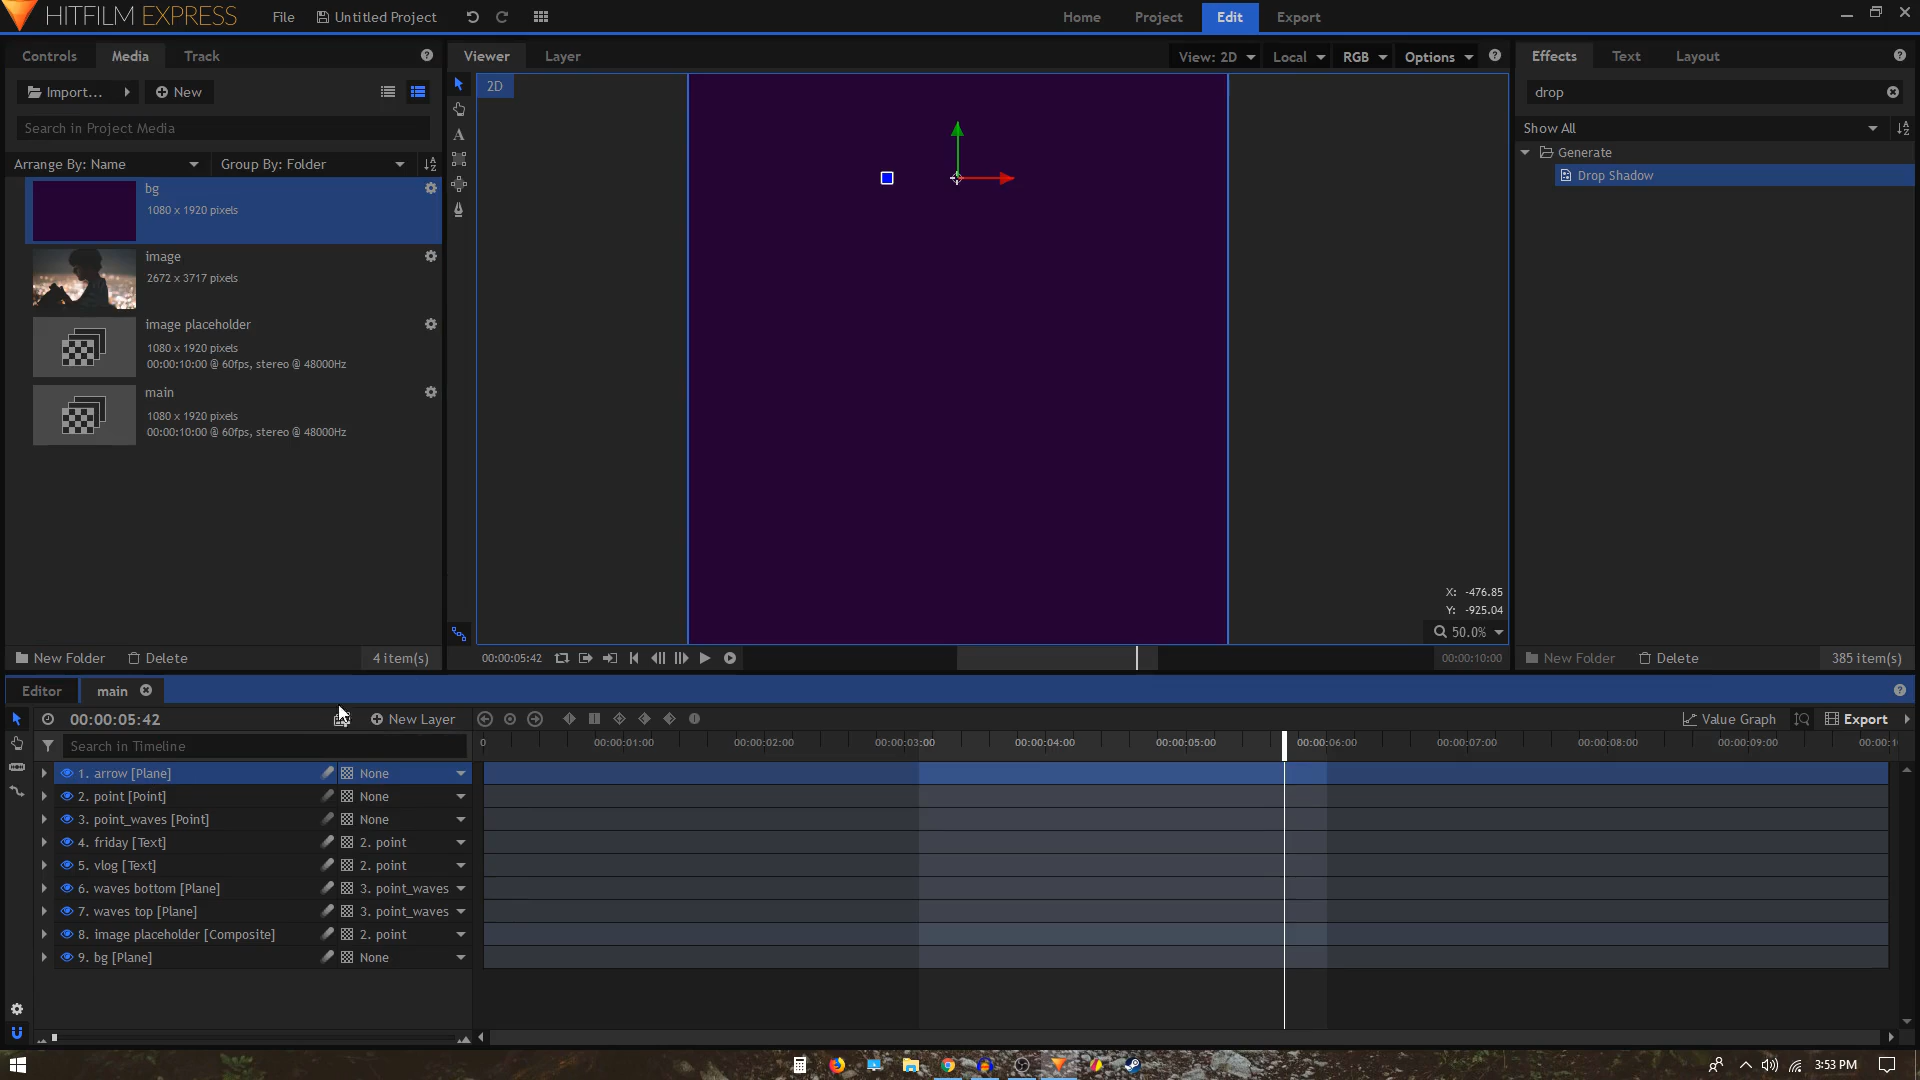 HITFILM EXPRESS
File
Untitled Project
Home
Project
Edit
Export
Controls
Media
Track
Viewer
Layer
View: 2D
Local
RGB
Options
Effects
Text
Layout
Import...
New
2D
drop
Search in Project Media
Show All
Arrange By: Name
Group By: Folder
Generate
Drop Shadow
bg
1080 x 1920 pixels
image
2672 x 3717 pixels
image placeholder
1080 x 1920 pixels
00:00:10:00 @ 60fps, stereo @ 48000Hz
main
1080 x 1920 pixels
00:00:10:00 @ 60fps, stereo @ 48000Hz
X: -476.85
Y: -925.04
50.0%
New Folder
Delete
4 item(s)
00:00:05:42
00:00:10:00
New Folder
Delete
385 item(s)
Editor
main
00:00:05:42
New Layer
Value Graph
Export
Search in Timeline
0
00:00:01:00
00:00:02:00
00:00:03:00
00:00:04:00
00:00:05:00
00:00:06:00
00:00:07:00
00:00:08:00
00:00:09:00
00:00:1
1. arrow [Plane]
None
2. point [Point]
None
3. point_waves [Point]
None
4. friday [Text]
2. point
5. vlog [Text]
2. point
6. waves bottom [Plane]
3. point_waves
7. waves top [Plane]
3. point_waves
8. image placeholder [Composite]
2. point
9. bg [Plane]
None
3:53 PM